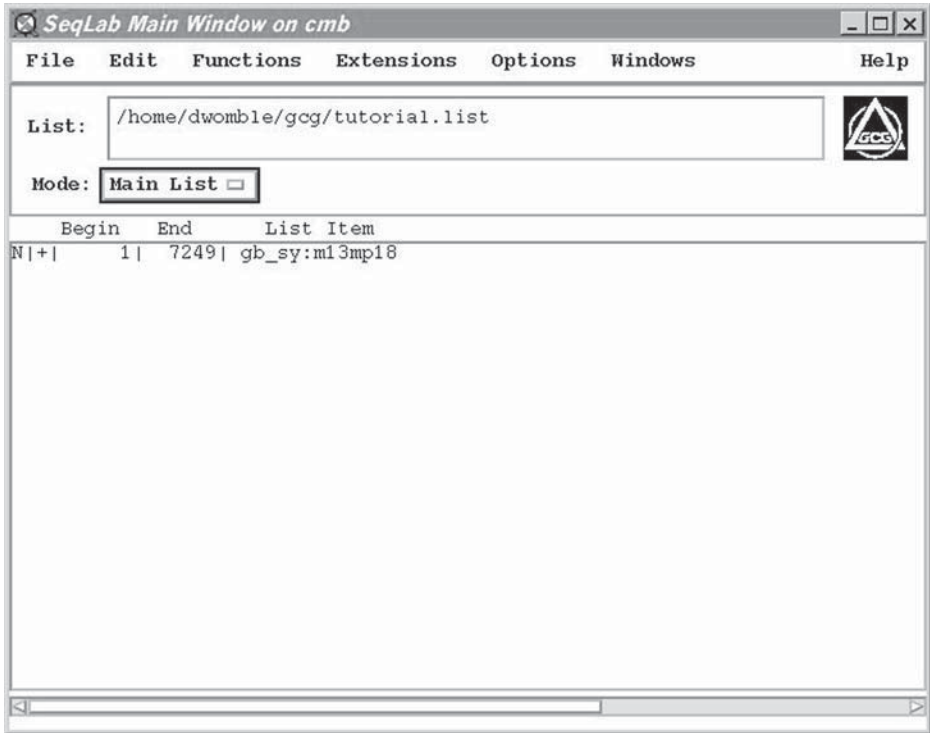 SeqLab Main Window on cmb
File Edit Functions Extensions Options Windows Help
List: /home/dwomble/gcg/tutorial.list
GCG
Mode: Main List
Begin End List Item
N|+| 1| 7249| gb_sy:m13mp18